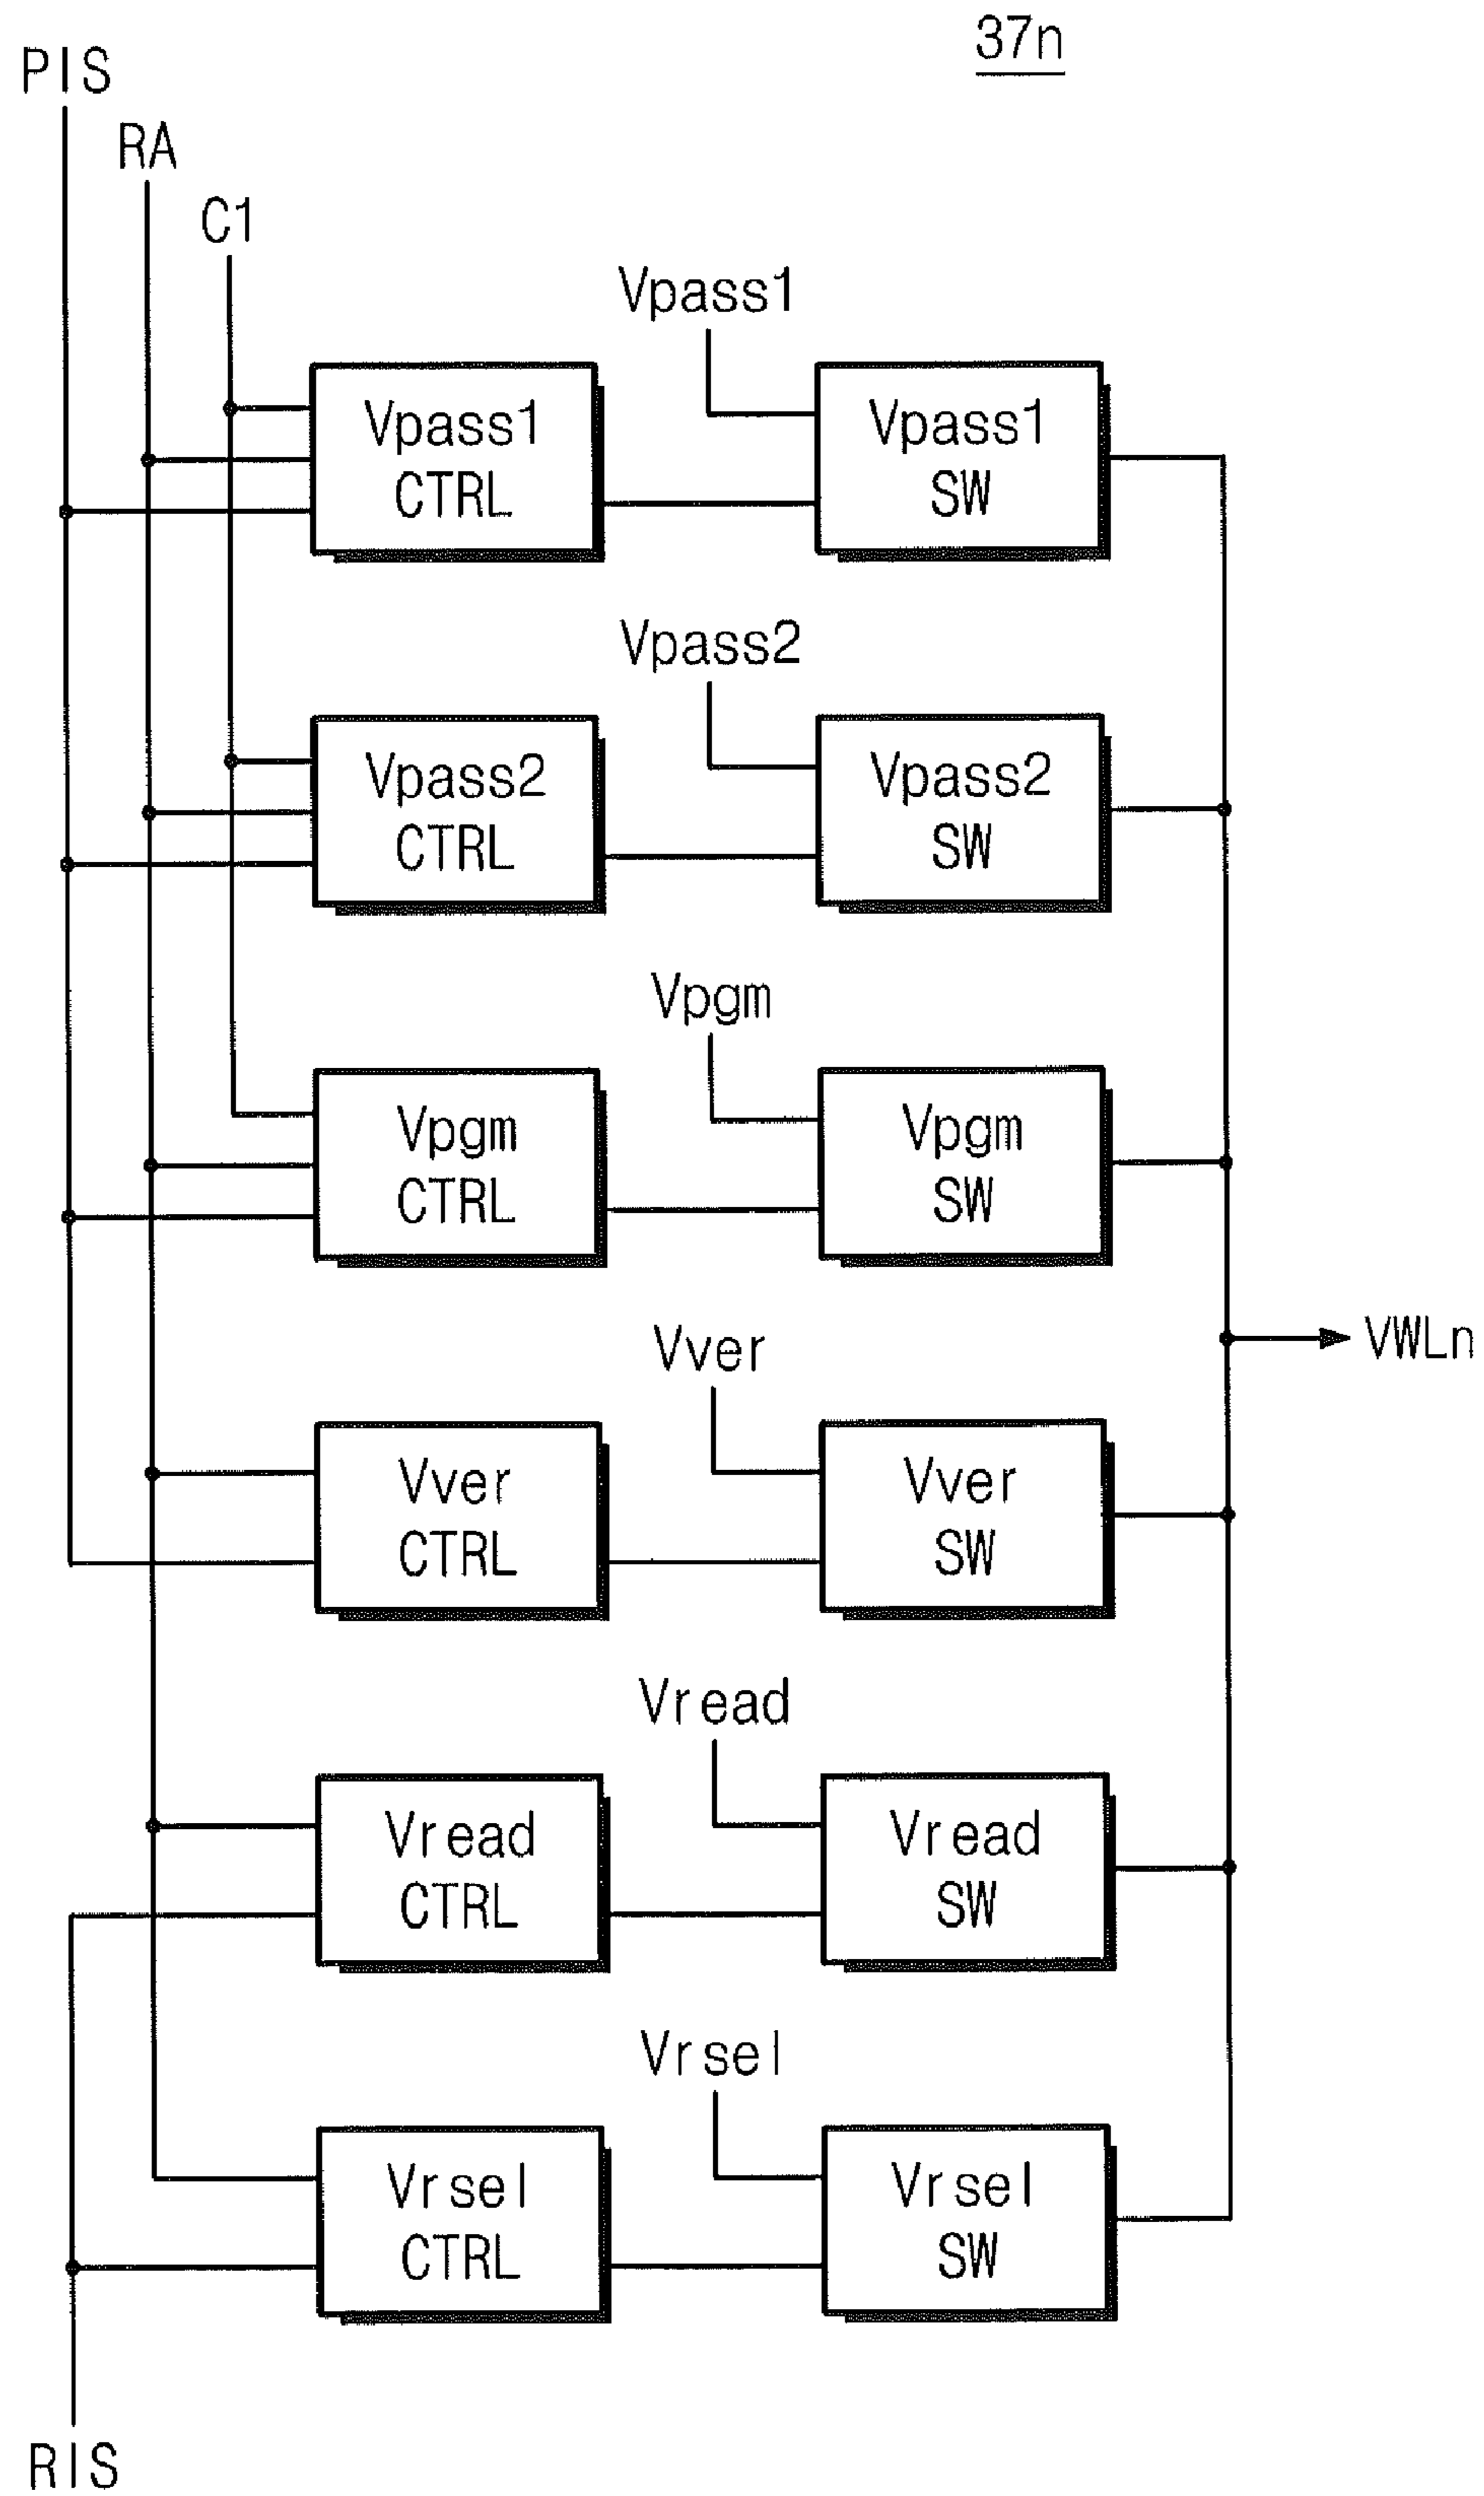 37n
PIS
RA
C1
Vpass1
Vpass1
CTRL
Vpass1
SW
Vpass2
Vpass2
CTRL
Vpass2
SW
Vpgm
Vpgm
CTRL
Vpgm
SW
VWLn
Vver
Vver
CTRL
Vver
SW
Vread
Vread
CTRL
Vread
SW
Vrsel
Vrsel
CTRL
Vrsel
SW
RIS